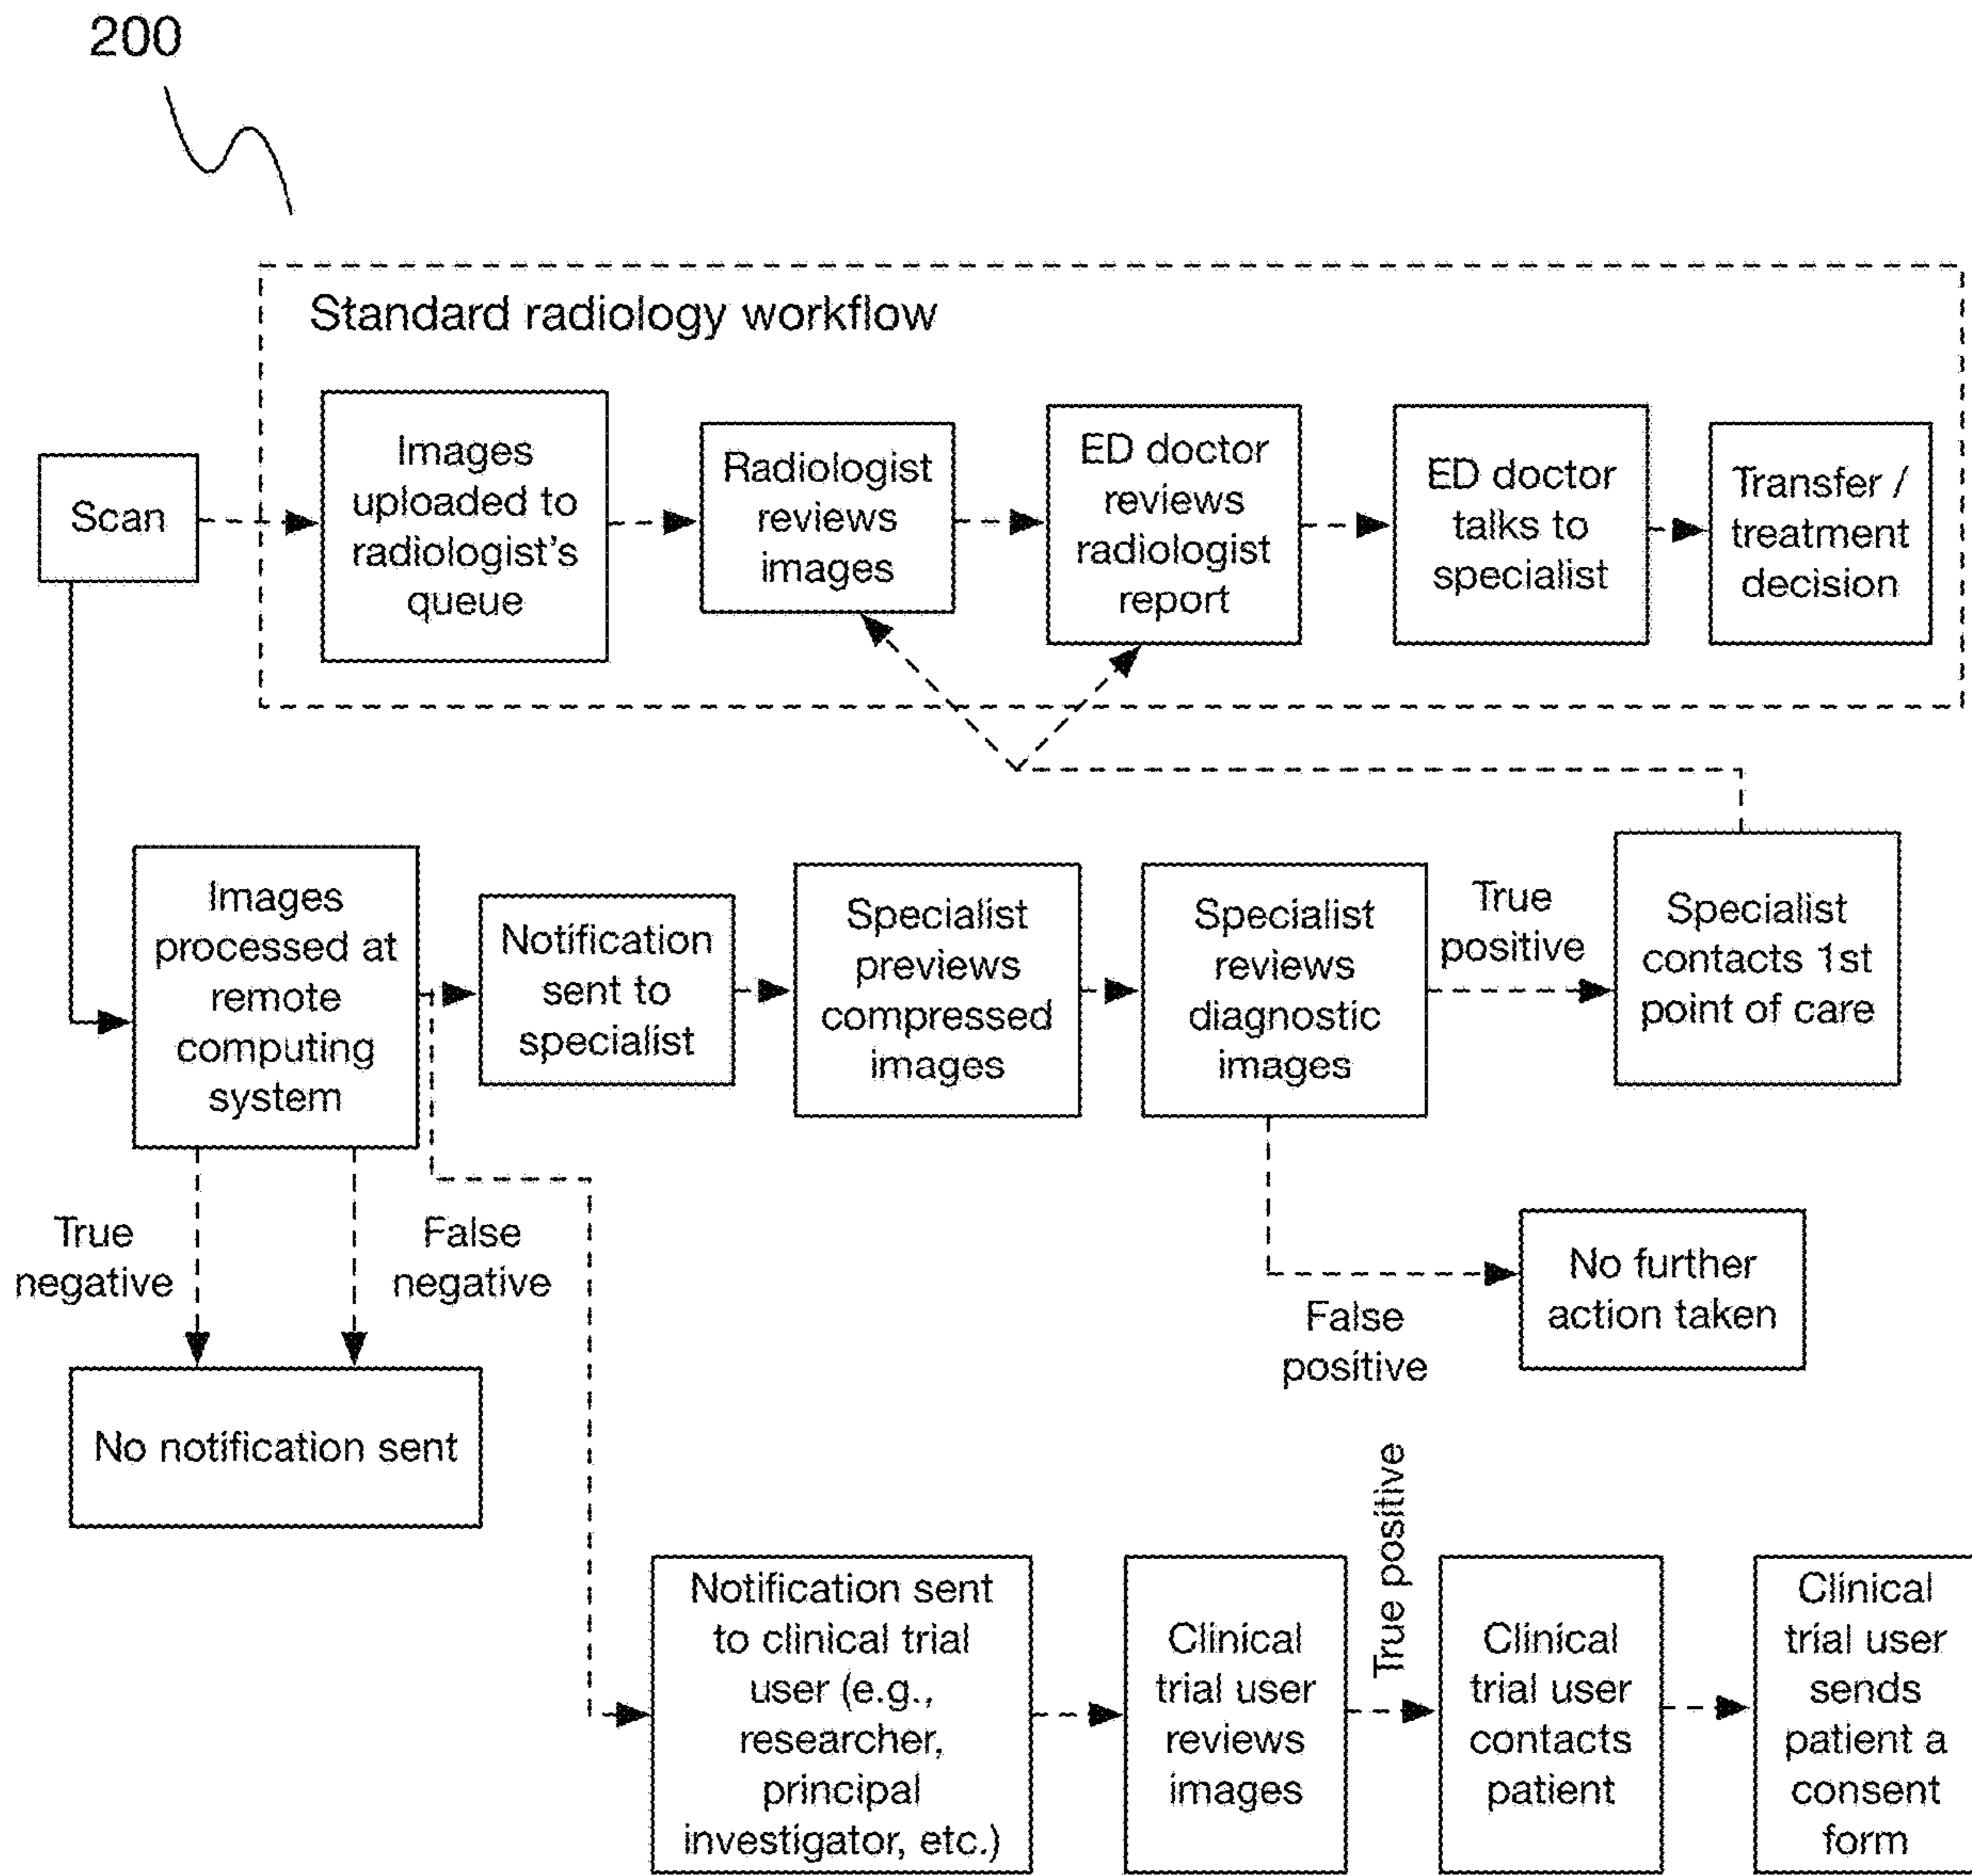 200
Standard radiology workflow
Scan
Images
uploaded to
radiologist's
queue
Radiologist
reviews
images
ED doctor
reviews
radiologist
report
ED doctor
talks to
specialist
Transfer /
treatment
decision
Images
processed at
remote
computing
system
Notification
sent to
specialist
Specialist
previews
compressed
images
Specialist
reviews
diagnostic
images
True
positive
Specialist
contacts 1st
point of care
True
negative
False
negative
False
positive
No further
action taken
No notification sent
Notification sent
to clinical trial
user (e.g.,
researcher,
principal
investigator, etc.)
Clinical
trial user
reviews
images
True positive
Clinical
trial user
contacts
patient
Clinical
trial user
sends
patient a
consent
form